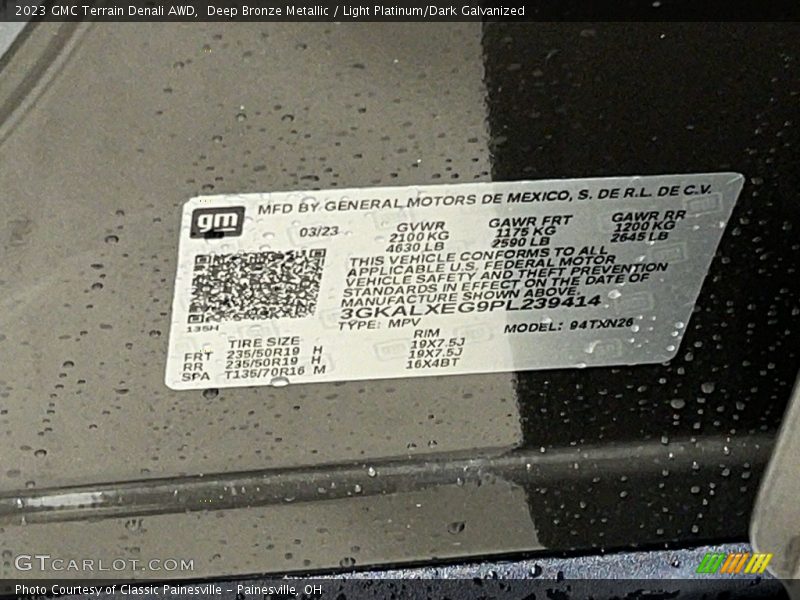 2023 GMC Terrain Denali AWD, Deep Bronze Metallic / Light Platinum/Dark Galvanized
gm MFD BY GENERAL MOTORS DE MEXICO, S. DE R.L. DE C.V.
03/23 GVWR GAWR FRT GAWR RR
2100 KG 1175 KG 1200 KG
4630 LB 2590 LB 2645 LB
THIS VEHICLE CONFORMS TO ALL
APPLICABLE U.S. FEDERAL MOTOR
VEHICLE SAFETY AND THEFT PREVENTION
STANDARDS IN EFFECT ON THE DATE OF
MANUFACTURE SHOWN ABOVE.
3GKALXEG9PL239414
135H
TYPE: MPV MODEL: 94TXN26
TIRE SIZE RIM
FRT 235/50R19 H 19X7.5J
RR 235/50R19 H 19X7.5J
SPA T135/70R16 M 16X4BT
GTCARLOT.COM
Photo Courtesy of Classic Painesville - Painesville, OH